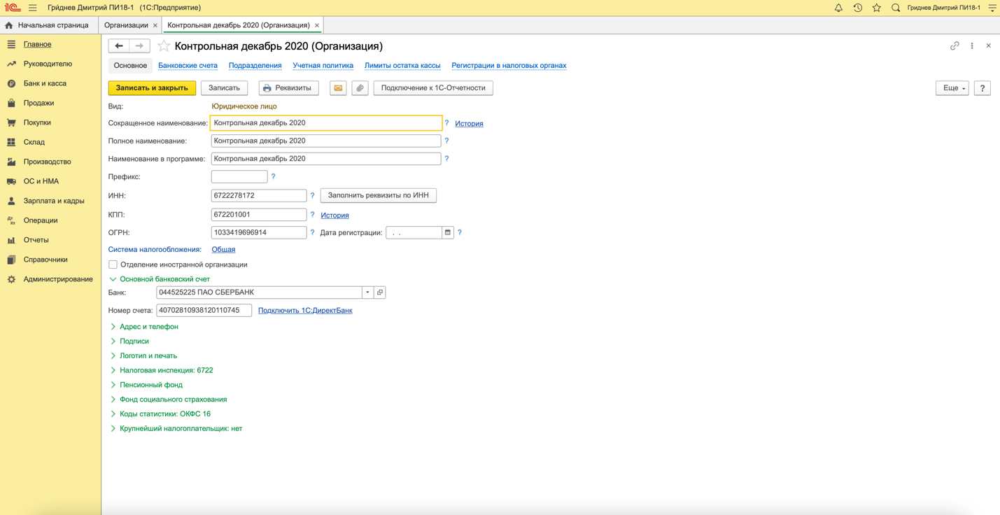 1С Гриднев Дмитрий ПИ18-1 (1С:Предприятие) Гриднев Дмитрий ПИ18-1
Начальная страница Организации × Контрольная декабрь 2020 (Организация) ×
Главное
Руководителю
Банк и касса
Продажи
Покупки
Склад
Производство
ОС и НМА
Зарплата и кадры
Дт Кт Операции
Отчеты
Справочники
Администрирование
Контрольная декабрь 2020 (Организация)
Основное Банковские счета Подразделения Учетная политика Лимиты остатка кассы Регистрации в налоговых органах
Записать и закрыть Записать Реквизиты Подключение к 1С-Отчетности Еще ?
Вид: Юридическое лицо
Сокращенное наименование: Контрольная декабрь 2020 ? История
Полное наименование: Контрольная декабрь 2020 ?
Наименование в программе: Контрольная декабрь 2020 ?
Префикс: ?
ИНН: 6722278172 ? Заполнить реквизиты по ИНН
КПП: 672201001 ? История
ОГРН: 1033419696914 ? Дата регистрации: . . ?
Система налогообложения: Общая
Отделение иностранной организации
Основной банковский счет
Банк: 044525225 ПАО СБЕРБАНК
Номер счета: 40702810938120110745 Подключить 1С:ДиректБанк
Адрес и телефон
Подписи
Логотип и печать
Налоговая инспекция: 6722
Пенсионный фонд
Фонд социального страхования
Коды статистики: ОКФС 16
Крупнейший налогоплательщик: нет